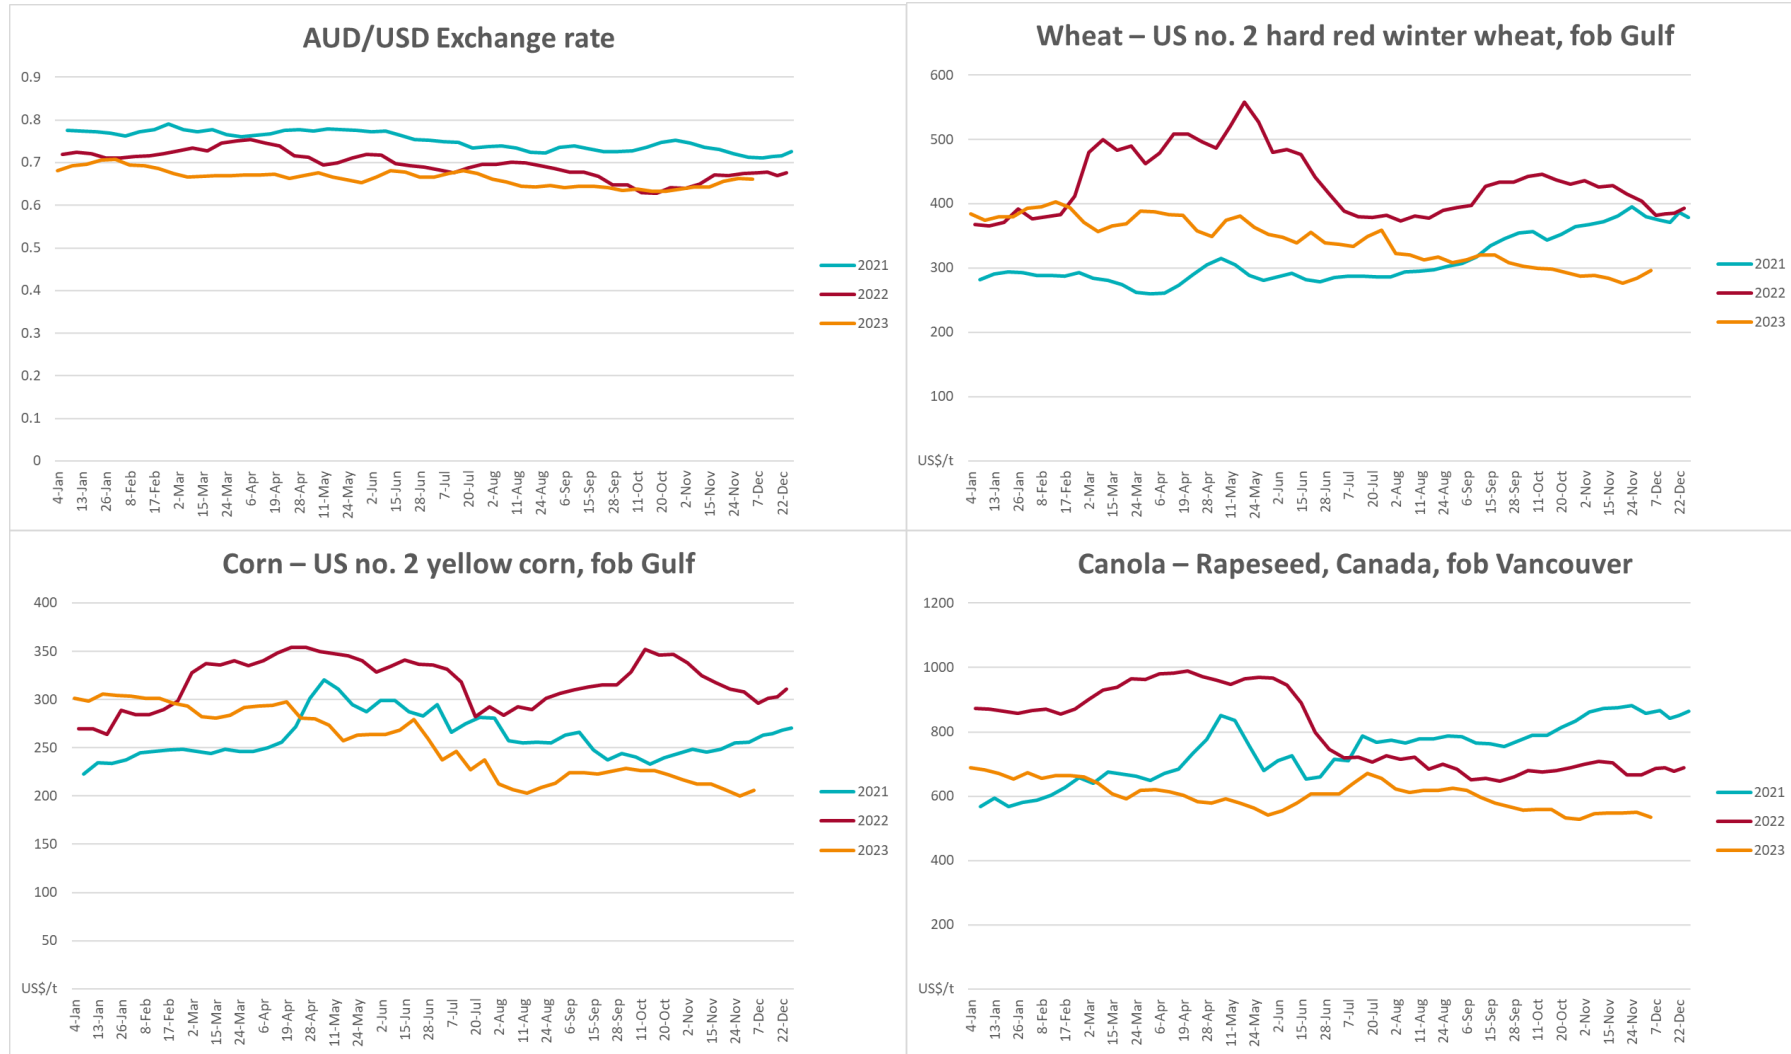 AUD/USD Exchange rate
0.9
0.8
0.7
0.6
0.5
0.4
0.3
0.2
0.1
0
4-Jan
13-Jan
26-Jan
8-Feb
17-Feb
2-Mar
15-Mar
24-Mar
6-Apr
19-Apr
28-Apr
11-May
24-May
2-Jun
15-Jun
28-Jun
7-Jul
20-Jul
2-Aug
11-Aug
24-Aug
6-Sep
15-Sep
28-Sep
11-Oct
20-Oct
2-Nov
15-Nov
24-Nov
7-Dec
22-Dec
2021
2022
2023
Wheat – US no. 2 hard red winter wheat, fob Gulf
600
500
400
300
200
100
US$/t
4-Jan
13-Jan
26-Jan
8-Feb
17-Feb
2-Mar
15-Mar
24-Mar
6-Apr
19-Apr
28-Apr
11-May
24-May
2-Jun
15-Jun
28-Jun
7-Jul
20-Jul
2-Aug
11-Aug
24-Aug
6-Sep
15-Sep
28-Sep
11-Oct
20-Oct
2-Nov
15-Nov
24-Nov
7-Dec
22-Dec
2021
2022
2023
Corn – US no. 2 yellow corn, fob Gulf
400
350
300
250
200
150
100
50
US$/t
4-Jan
13-Jan
26-Jan
8-Feb
17-Feb
2-Mar
15-Mar
24-Mar
6-Apr
19-Apr
28-Apr
11-May
24-May
2-Jun
15-Jun
28-Jun
7-Jul
20-Jul
2-Aug
11-Aug
24-Aug
6-Sep
15-Sep
28-Sep
11-Oct
20-Oct
2-Nov
15-Nov
24-Nov
7-Dec
22-Dec
2021
2022
2023
Canola – Rapeseed, Canada, fob Vancouver
1200
1000
800
600
400
200
US$/t
4-Jan
13-Jan
26-Jan
8-Feb
17-Feb
2-Mar
15-Mar
24-Mar
6-Apr
19-Apr
28-Apr
11-May
24-May
2-Jun
15-Jun
28-Jun
7-Jul
20-Jul
2-Aug
11-Aug
24-Aug
6-Sep
15-Sep
28-Sep
11-Oct
20-Oct
2-Nov
15-Nov
24-Nov
7-Dec
22-Dec
2021
2022
2023